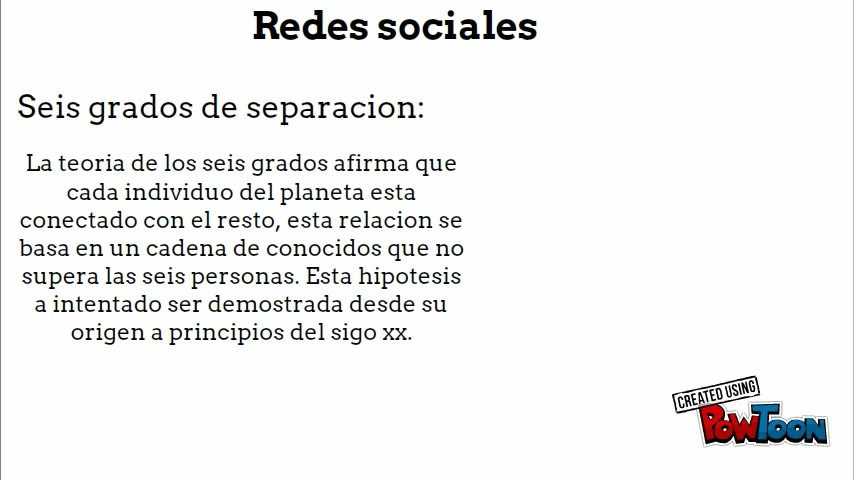 Redes sociales
Seis grados de separacion:
La teoria de los seis grados afirma que
cada individuo del planeta esta
conectado con el resto, esta relacion se
basa en un cadena de conocidos que no
supera las seis personas. Esta hipotesis
a intentado ser demostrada desde su
origen a principios del sigo xx.
CREATED USING
POWTOON